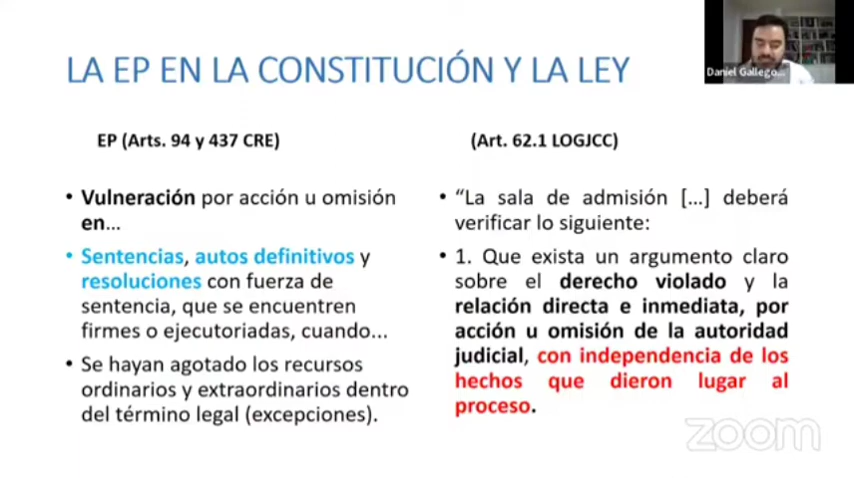 LA EP EN LA CONSTITUCIÓN Y LA LEY
Daniel Gallego...
EP (Arts. 94 y 437 CRE)
• Vulneración por acción u omisión
en...
• Sentencias, autos definitivos y
resoluciones con fuerza de
sentencia, que se encuentren
firmes o ejecutoriadas, cuando...
• Se hayan agotado los recursos
ordinarios y extraordinarios dentro
del término legal (excepciones).
(Art. 62.1 LOGJCC)
• “La sala de admisión [...] deberá
verificar lo siguiente:
• 1. Que exista un argumento claro
sobre el derecho violado y la
relación directa e inmediata, por
acción u omisión de la autoridad
judicial, con independencia de los
hechos que dieron lugar al
proceso.
zoom